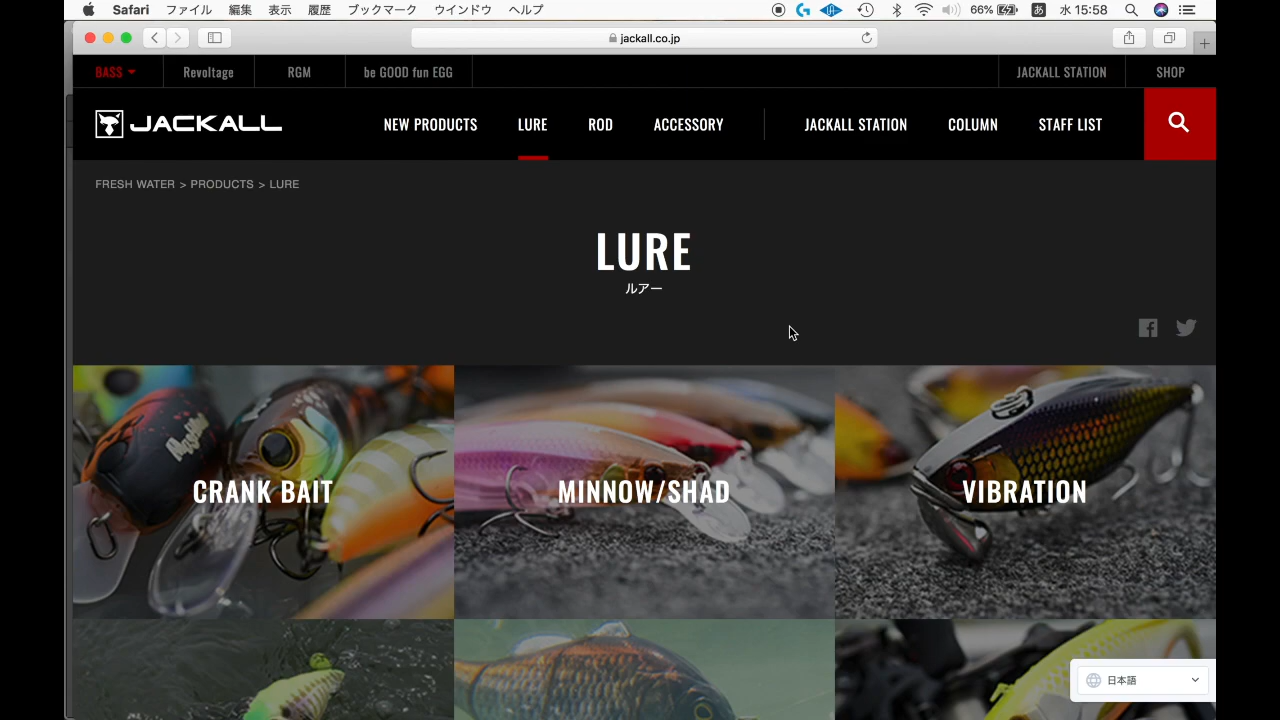 Safari ファイル 編集 表示 履歴 ブックマーク ウインドウ ヘルプ 66% あ 水 15:58
jackall.co.jp
BASS Revoltage RGM be GOOD fun EGG JACKALL STATION SHOP
JACKALL NEW PRODUCTS LURE ROD ACCESSORY JACKALL STATION COLUMN STAFF LIST
FRESH WATER > PRODUCTS > LURE
LURE
ルアー
CRANK BAIT MINNOW/SHAD VIBRATION
日本語